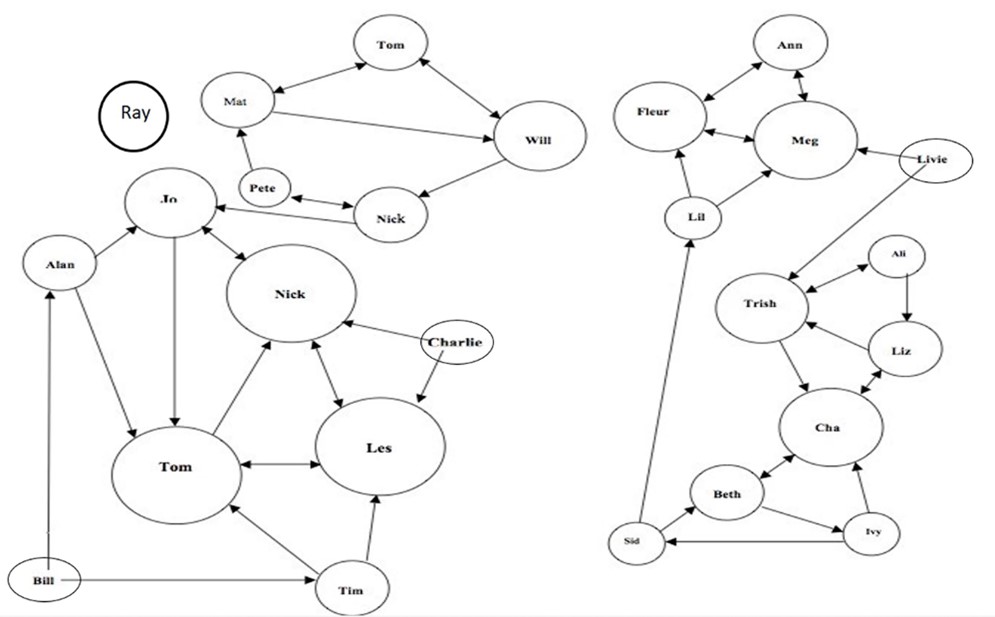 Tom
Ann
Mat
Ray
Fleur
Will
Meg
Livie
Pete
Jo
Nick
Lil
Alan
Ali
Nick
Trish
Charlie
Liz
Cha
Les
Tom
Beth
Ivy
Sid
Bill
Tim